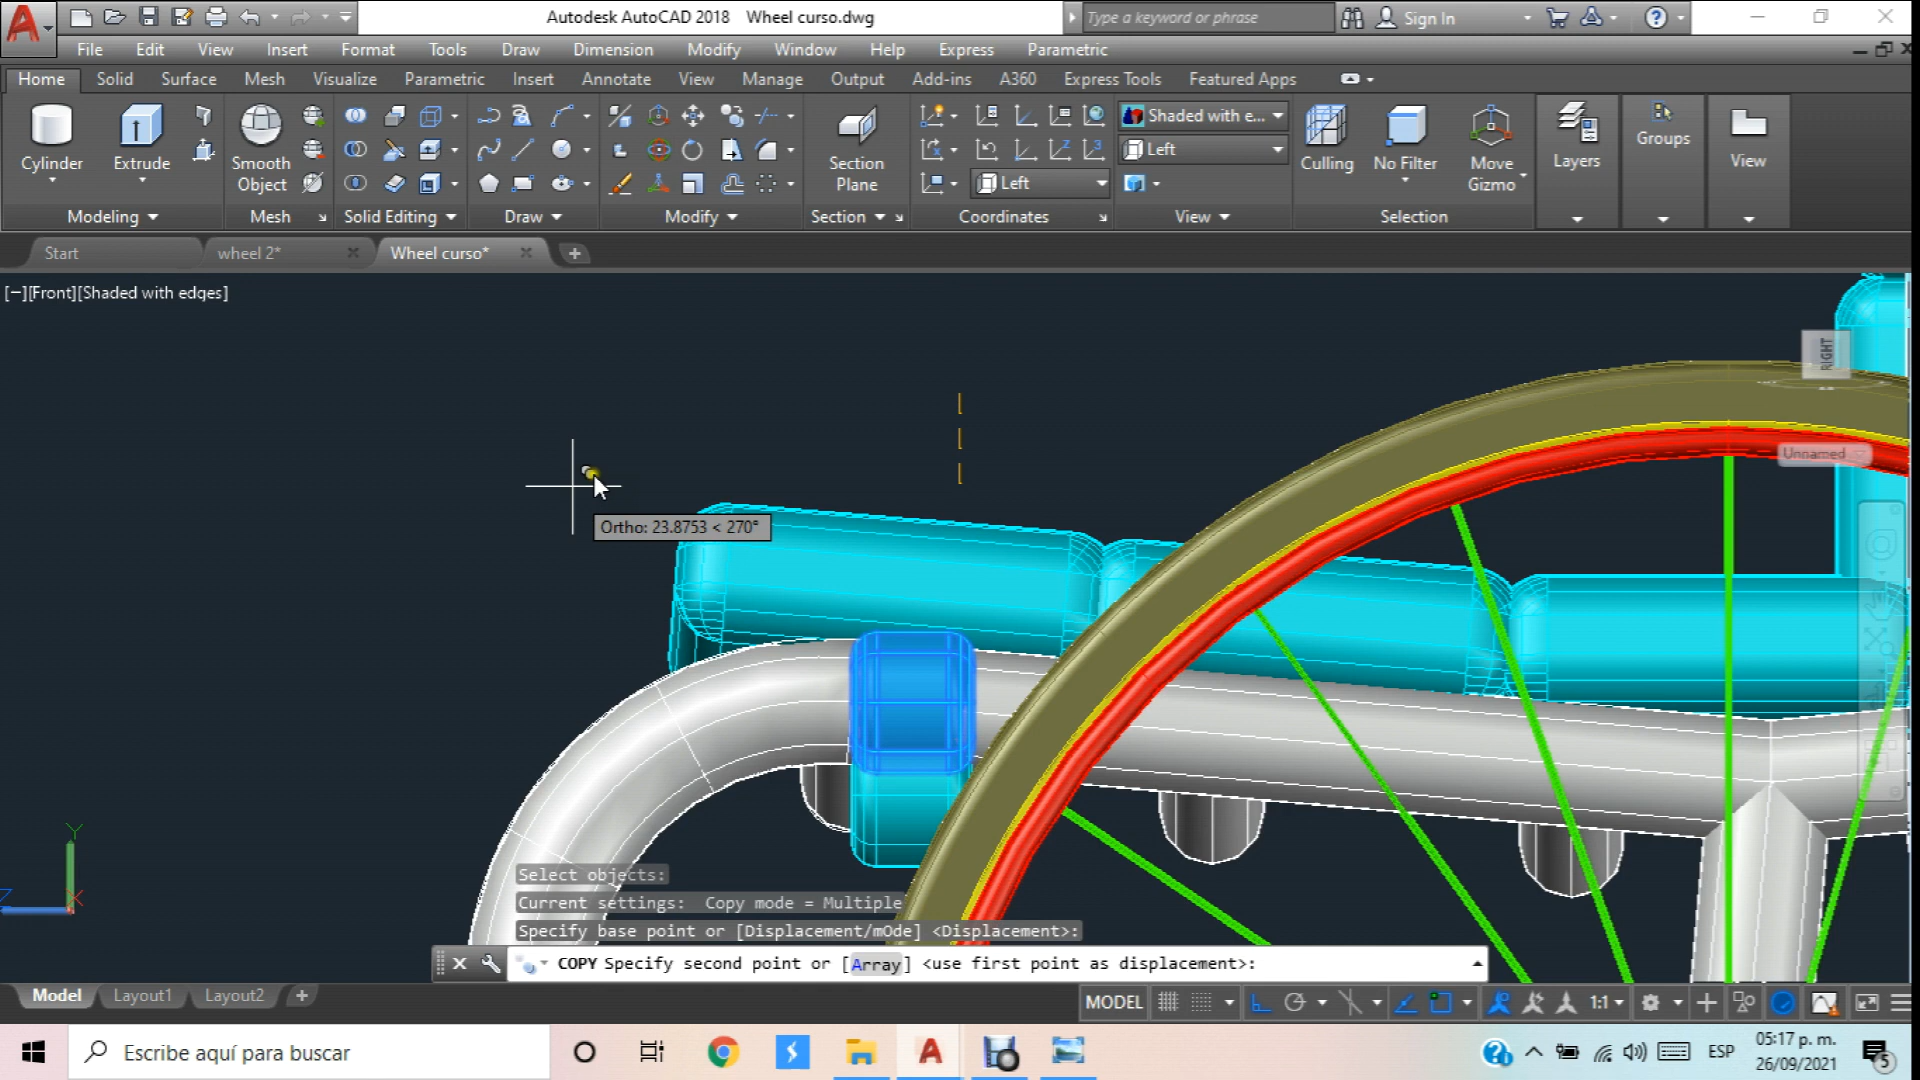 Autodesk AutoCAD 2018 Wheel curso.dwg
Type a keyword or phrase
Sign In
File Edit View Insert Format Tools Draw Dimension Modify Window Help Express Parametric
Home Solid Surface Mesh Visualize Parametric Insert Annotate View Manage Output Add-ins A360 Express Tools Featured Apps
Shaded with e...
Left
Left
Cylinder
Extrude
Smooth
Object
Section
Plane
Culling
No Filter
Move
Gizmo
Layers
Groups
View
Modeling Mesh Solid Editing Draw Modify Section Coordinates View Selection
Start wheel 2* Wheel curso*
[−][Front][Shaded with edges]
RIGHT
Unnamed
Ortho: 23.8753 < 270°
Y
X
Z
Select objects:
Current settings: Copy mode = Multiple
Specify base point or [Displacement/mOde] <Displacement>:
COPY Specify second point or [Array] <use first point as displacement>:
Model Layout1 Layout2
MODEL 1:1
Escribe aquí para buscar
ESP
05:17 p. m.
26/09/2021
5